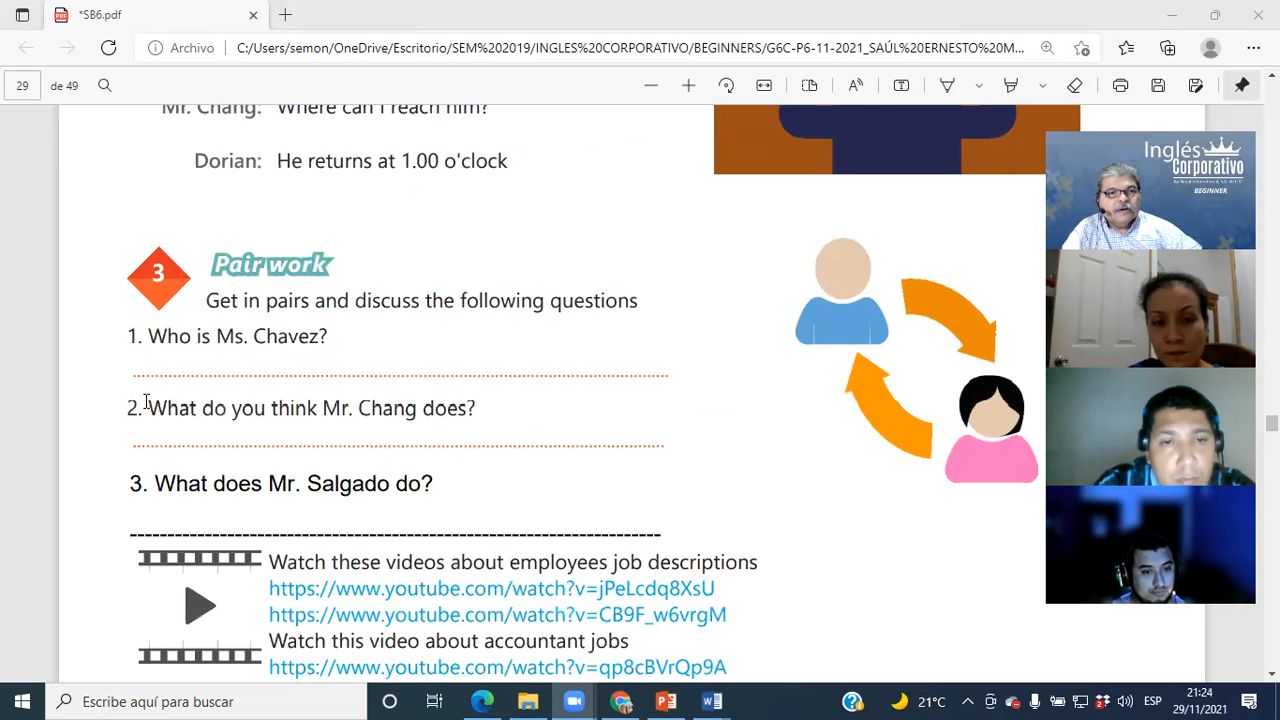 *SB6.pdf
Archivo
C:/Users/semon/OneDrive/Escritorio/SEM%202019/INGLES%20CORPORATIVO/BEGINNERS/G6C-P6-11-2021_SAÚL%20ERNESTO%20M...
29 de 49
Mr. Chang: Where can I reach him?
Dorian: He returns at 1.00 o'clock
3 Pair work
Get in pairs and discuss the following questions
1. Who is Ms. Chavez?
2. What do you think Mr. Chang does?
3. What does Mr. Salgado do?
Watch these videos about employees job descriptions
https://www.youtube.com/watch?v=jPeLcdq8XsU
https://www.youtube.com/watch?v=CB9F_w6vrgM
Watch this video about accountant jobs
https://www.youtube.com/watch?v=qp8cBVrQp9A
Inglés
Corporativo
BEGINNER
Escribe aquí para buscar
21°C
ESP
21:24
29/11/2021